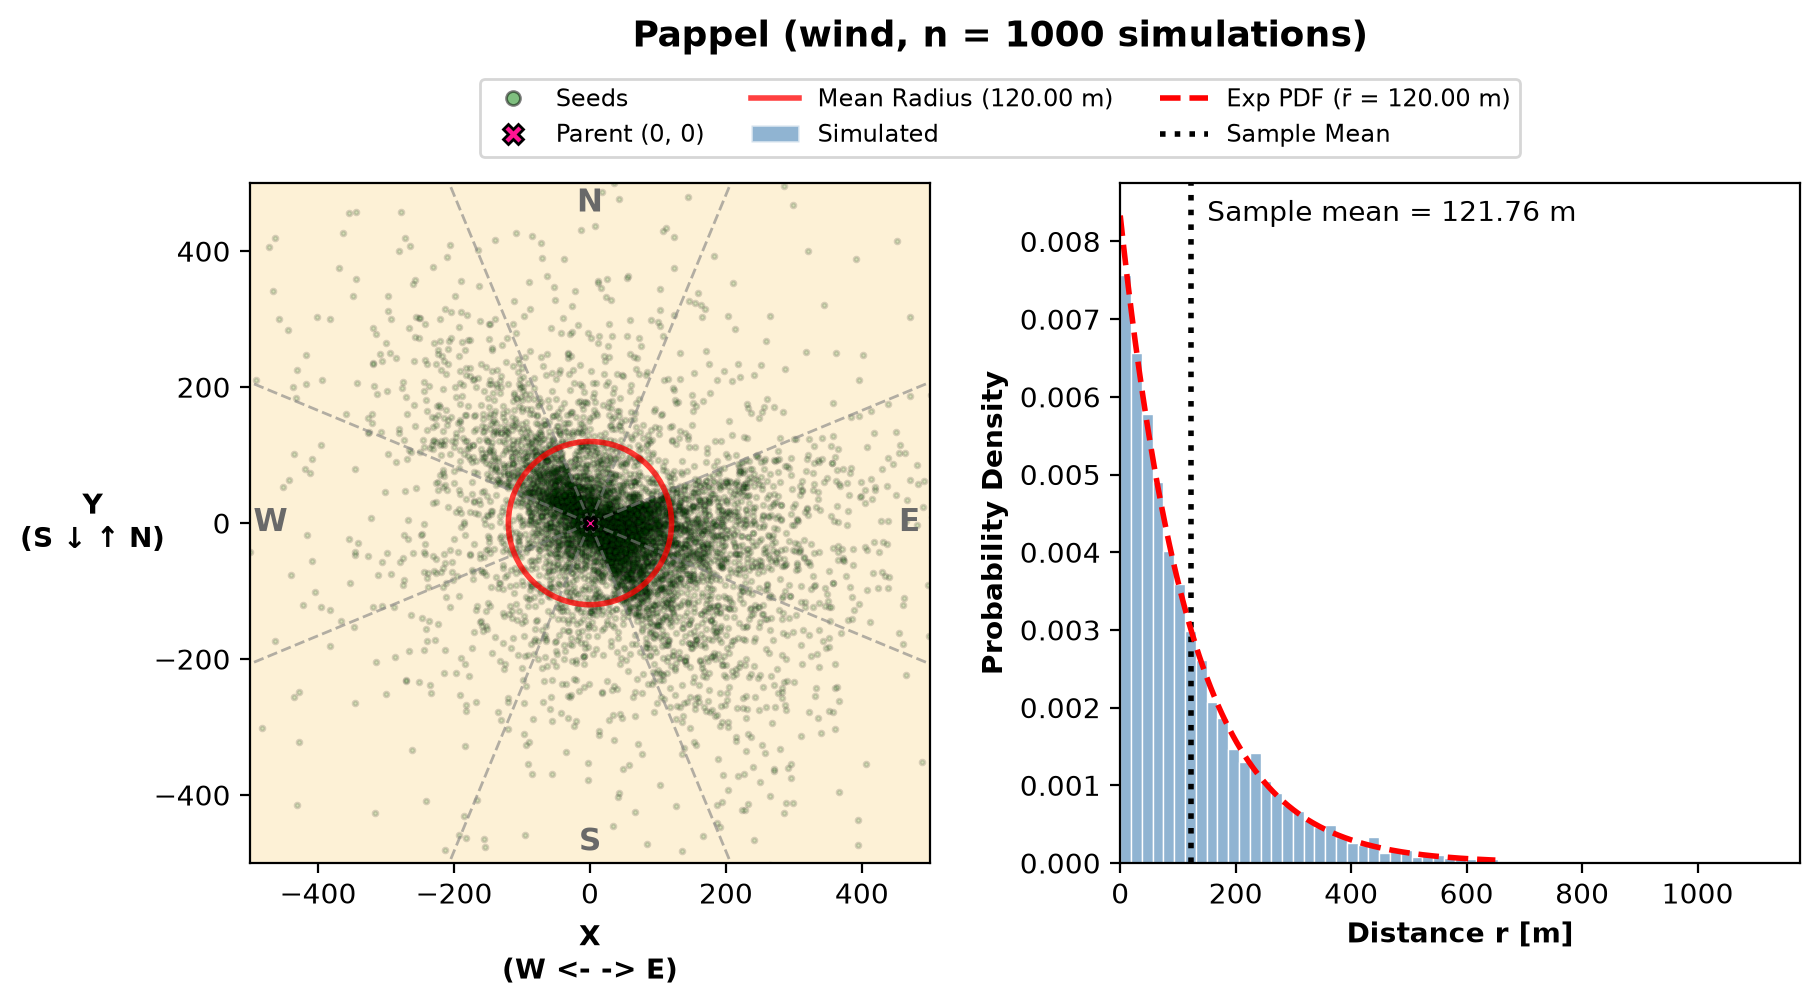 Pappel (wind, n = 1000 simulations)
Seeds
Parent (0, 0)
Mean Radius (120.00 m)
Simulated
Exp PDF (r̄ = 120.00 m)
Sample Mean
N
W
E
S
400
200
0
−200
−400
−400
−200
0
200
400
Y
(S ↓ ↑ N)
X
(W <- -> E)
Sample mean = 121.76 m
0.008
0.007
0.006
0.005
0.004
0.003
0.002
0.001
0.000
0
200
400
600
800
1000
Probability Density
Distance r [m]